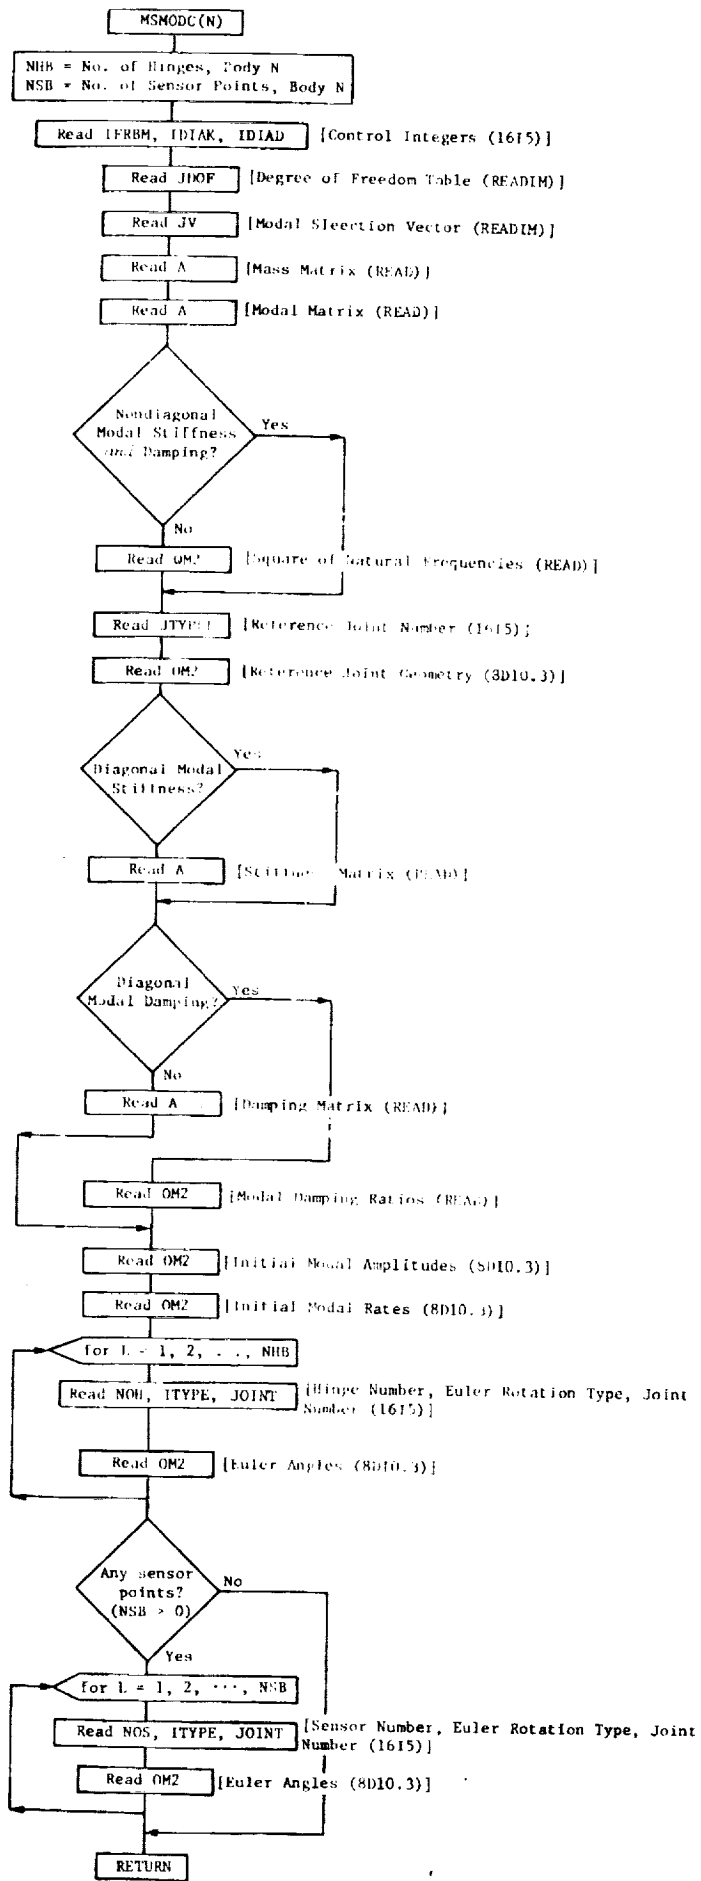 MSMODC(N)
NHB = No. of Hinges, Body N
NSB = No. of Sensor Points, Body N
Read IFRBM, IDIAK, IDIAD [Control Integers (16I5)]
Read JDOF [Degree of Freedom Table (READIM)]
Read JV [Modal Sleection Vector (READIM)]
Read A [Mass Matrix (READ)]
Read A [Modal Matrix (READ)]
Nondiagonal
Modal Stiffness
and Damping?
Yes
No
Read OM2 [Square of Natural Frequencies (READ)]
Read [Reference Joint Number (16I5)]
Read OM2 [Reference Joint Geometry (8D10.3)]
Diagonal Modal
Stiffness?
Yes
Read A Matrix (READ)]
Diagonal
Modal Damping?
Yes
No
Read A [Damping Matrix (READ)]
Read OM2 [Modal Damping Ratios (READ)]
Read OM2 [Initial Modal Amplitudes (8D10.3)]
Read OM2 [Initial Modal Rates (8D10.3)]
for L = 1, 2, . . ., NHB
Read NOH, ITYPE, JOINT [Hinge Number, Euler Rotation Type, Joint
Number (16I5)]
Read OM2 [Euler Angles (8D10.3)]
Any sensor
points?
(NSB > 0)
No
Yes
for L = 1, 2, ···, NSB
Read NOS, ITYPE, JOINT [Sensor Number, Euler Rotation Type, Joint
Number (16I5)]
Read OM2 [Euler Angles (8D10.3)]
RETURN